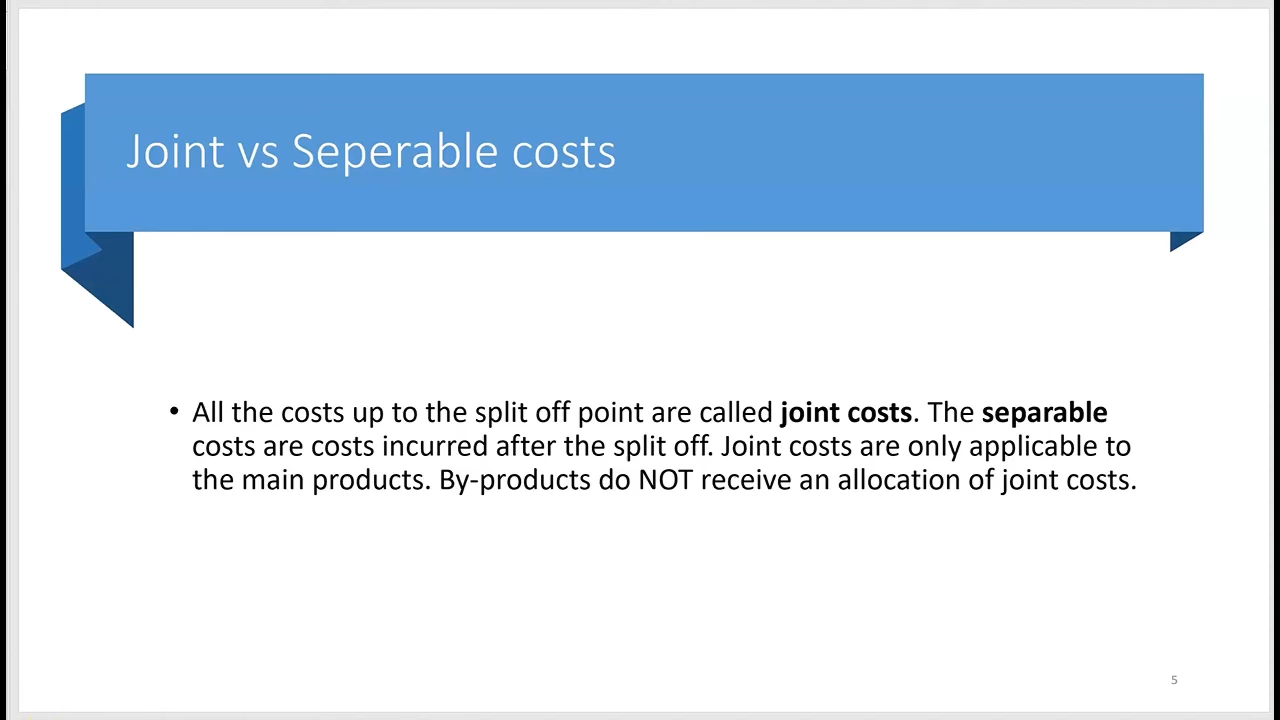 Joint vs Seperable costs
• All the costs up to the split off point are called joint costs. The separable
costs are costs incurred after the split off. Joint costs are only applicable to
the main products. By-products do NOT receive an allocation of joint costs.
5